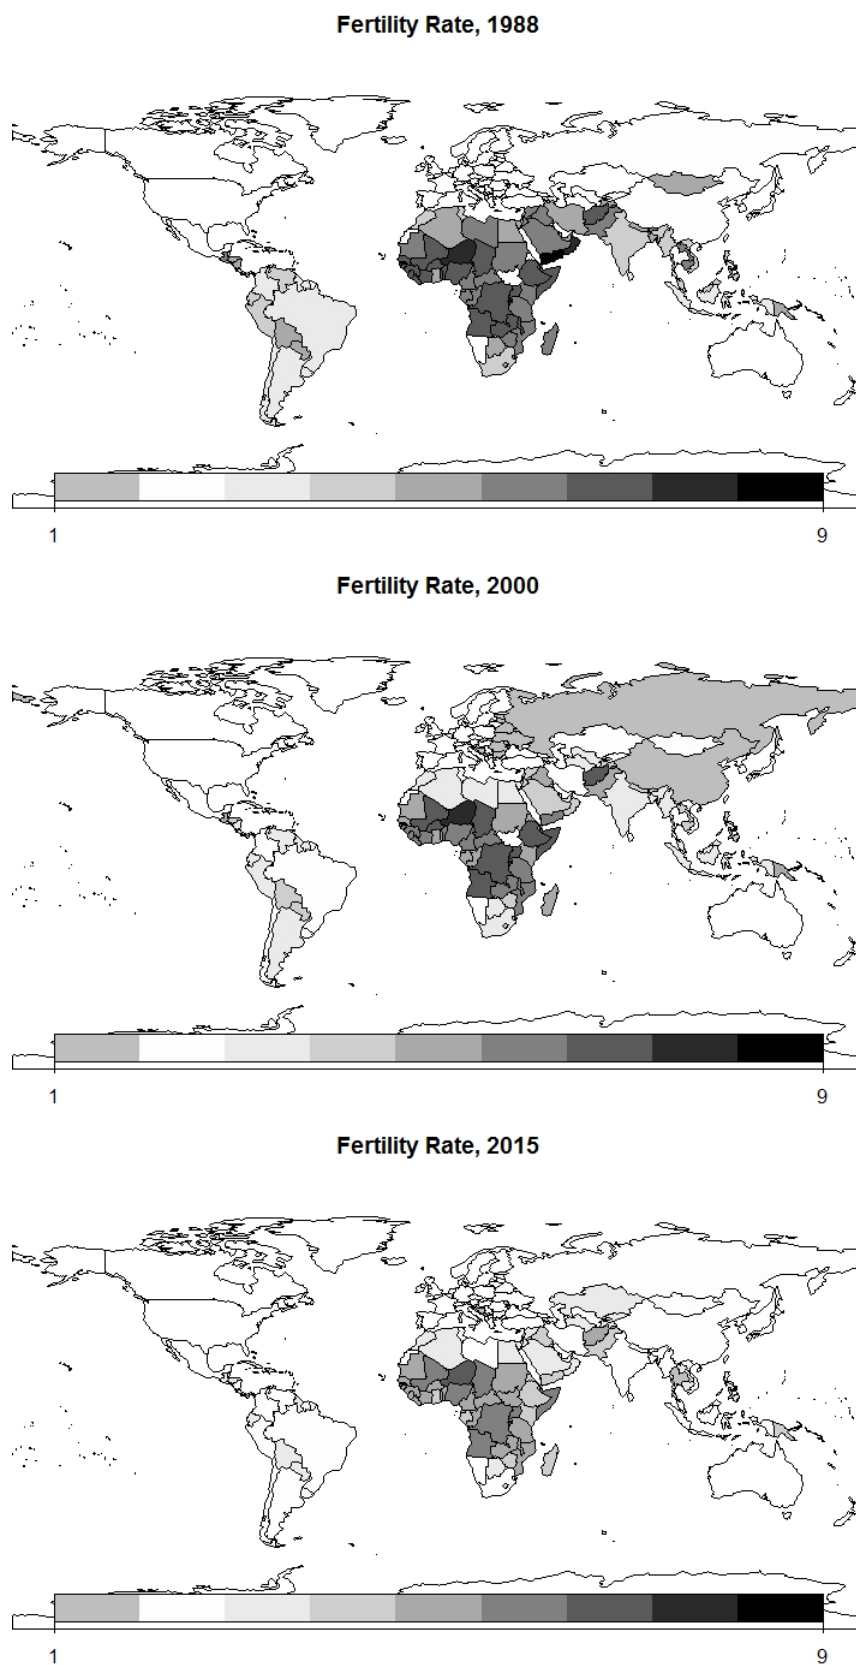 Fertility Rate, 1988
1 9
Fertility Rate, 2000
1 9
Fertility Rate, 2015
1 9